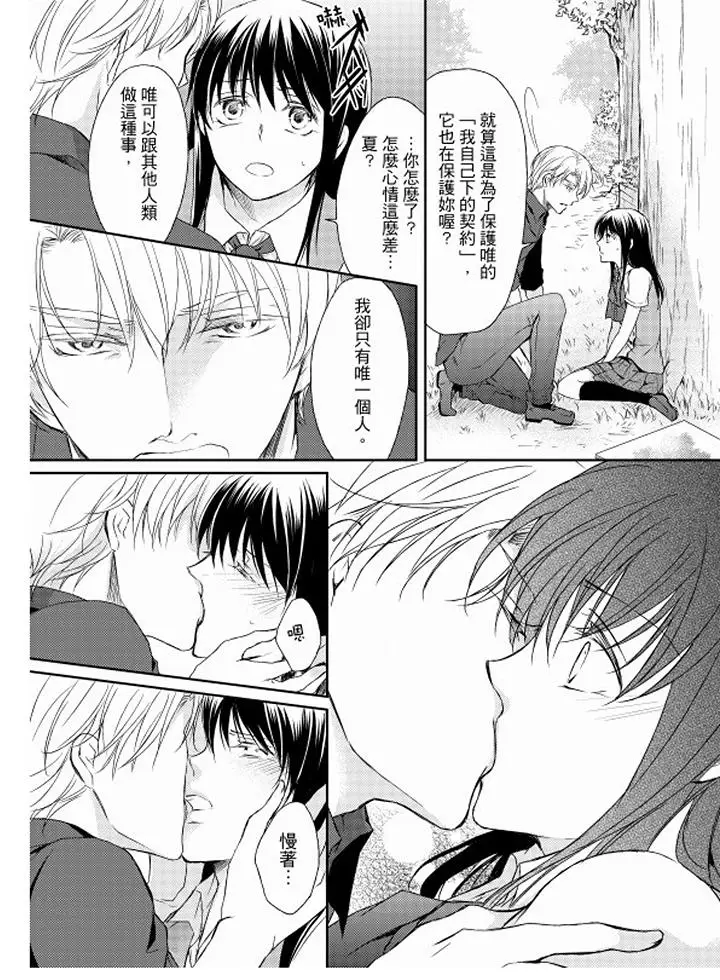 就算這是為了保護唯的
「我自己下的契約」，
它也在保護妳喔？
嚇
…你怎麼了？
怎麼心情這麼差…
夏？
唯可以跟其他人類
做這種事，
我卻只有唯一個人。
嗯
慢著…